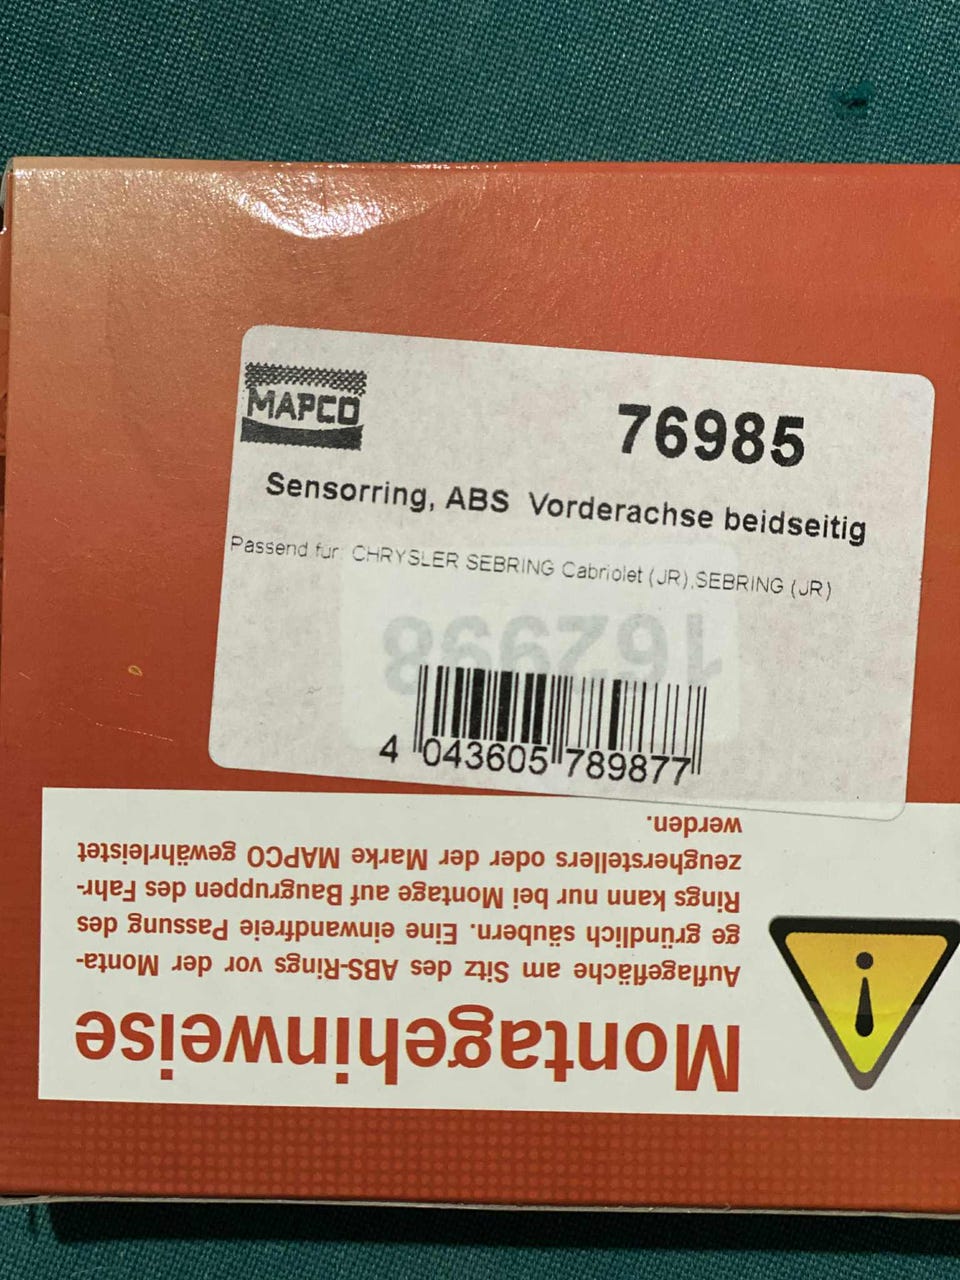 MAPCO
76985
Sensorring, ABS Vorderachse beidseitig
Passend für: CHRYSLER SEBRING Cabriolet (JR),SEBRING (JR)
162998
4 043605 789877
Montagehinweise
Auflagefläche am Sitz des ABS-Rings vor der Monta-
ge gründlich säubern. Eine einwandfreie Passung des
Rings kann nur bei Montage auf Baugruppen des Fahr-
zeugherstellers oder der Marke MAPCO gewährleistet
werden.